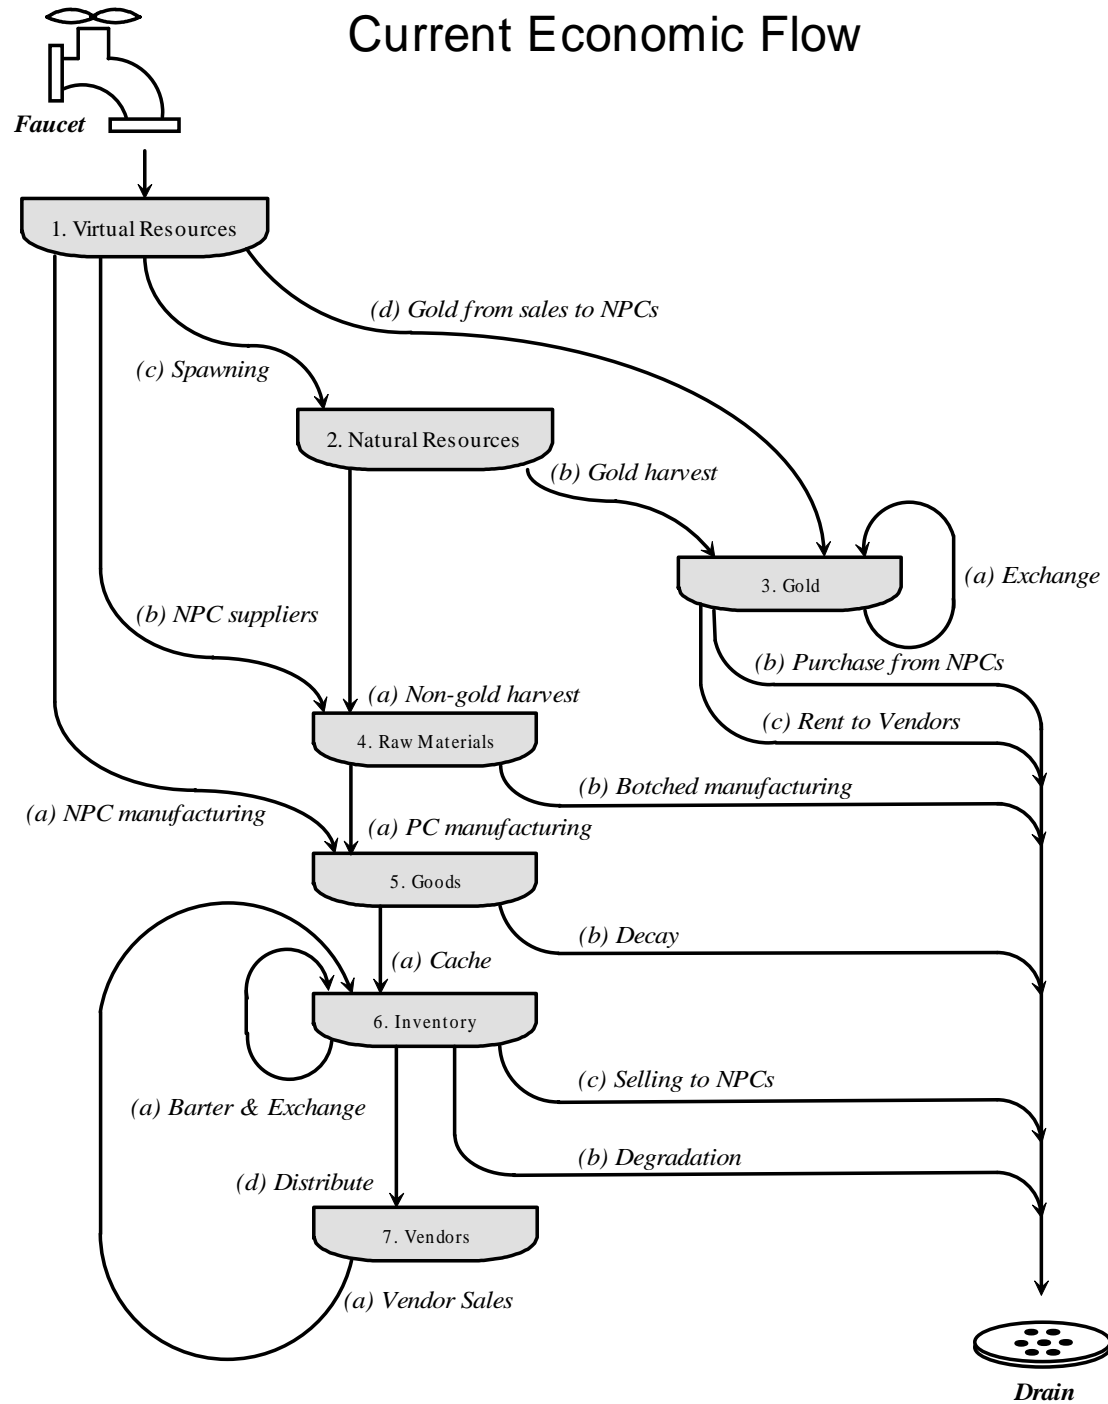 Current Economic Flow
Faucet
1. Virtual Resources
(d) Gold from sales to NPCs
(c) Spawning
2. Natural Resources
(b) Gold harvest
3. Gold
(a) Exchange
(b) NPC suppliers
(b) Purchase from NPCs
(a) Non-gold harvest
(c) Rent to Vendors
4. Raw Materials
(b) Botched manufacturing
(a) NPC manufacturing
(a) PC manufacturing
5. Goods
(b) Decay
(a) Cache
6. Inventory
(c) Selling to NPCs
(a) Barter & Exchange
(b) Degradation
(d) Distribute
7. Vendors
(a) Vendor Sales
Drain